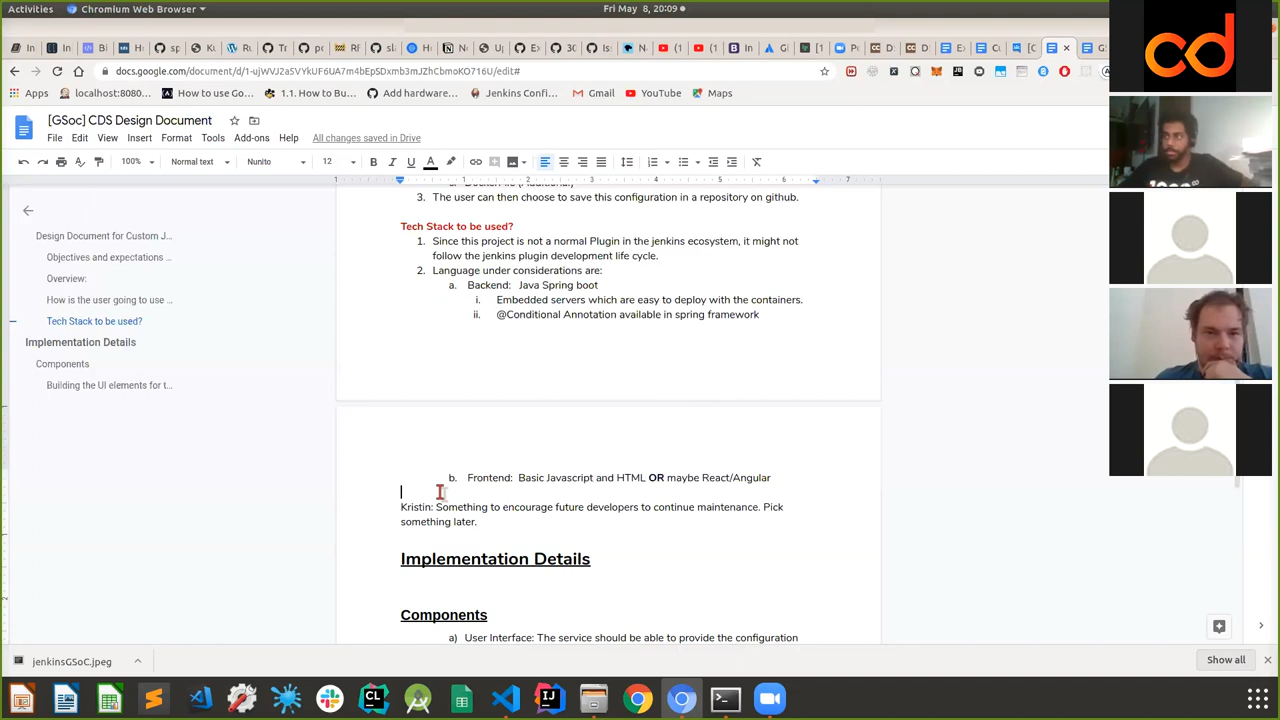 Activities
Chromium Web Browser
Fri May 8, 20:09
docs.google.com/document/d/1-ujWVJ2a5VYkUF6UA7m4bEpSDxmbzmJZhCbmoKO716U/edit#
Apps
localhost:8080...
How to use Go...
1.1. How to Bu...
Add hardware...
Jenkins Confi...
Gmail
YouTube
Maps
[GSoc] CDS Design Document
File Edit View Insert Format Tools Add-ons Help
All changes saved in Drive
100%
Normal text
Nunito
12
Design Document for Custom J...
Objectives and expectations ...
Overview:
How is the user going to use ...
Tech Stack to be used?
Implementation Details
Components
Building the UI elements for t...
3. The user can then choose to save this configuration in a repository on github.
Tech Stack to be used?
1. Since this project is not a normal Plugin in the jenkins ecosystem, it might not
follow the jenkins plugin development life cycle.
2. Language under considerations are:
a. Backend: Java Spring boot
i. Embedded servers which are easy to deploy with the containers.
ii. @Conditional Annotation available in spring framework
b. Frontend: Basic Javascript and HTML OR maybe React/Angular
Kristin: Something to encourage future developers to continue maintenance. Pick
something later.
Implementation Details
Components
a) User Interface: The service should be able to provide the configuration
jenkinsGSoC.jpeg
Show all